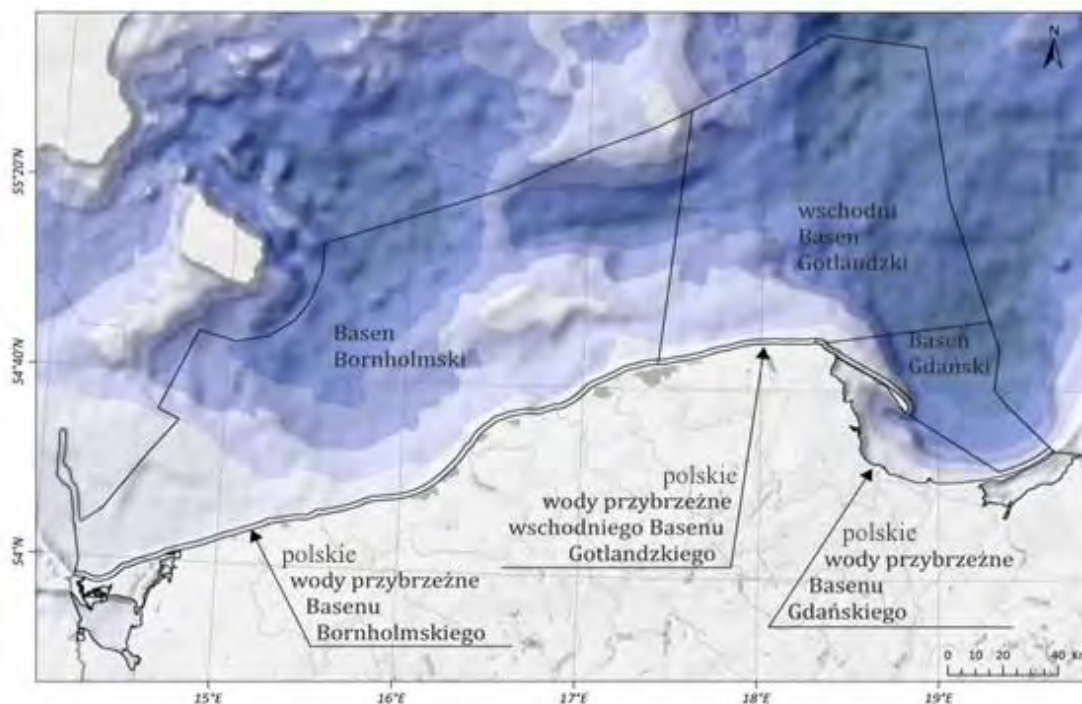 N
55°20'N
wschodni
Basen
Gotlandzki
Basen
Bornholmski
Basen
Gdański
54°40'N
polskie
wody przybrzeżne
wschodniego Basenu
Gotlandzkiego
polskie
wody przybrzeżne
Basenu
Gdańskiego
54°N
polskie
wody przybrzeżne
Basenu
Bornholmskiego
0 10 20 40 Km
15°E
16°E
17°E
18°E
19°E